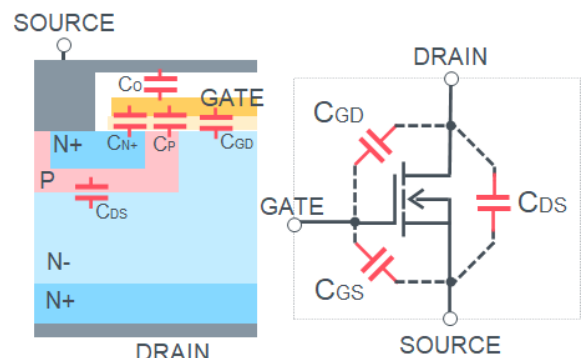 SOURCE
CO
GATE
N+
CN+
CP
CGD
P
CDS
N-
N+
DRAIN
DRAIN
CGD
GATE
CDS
CGS
SOURCE